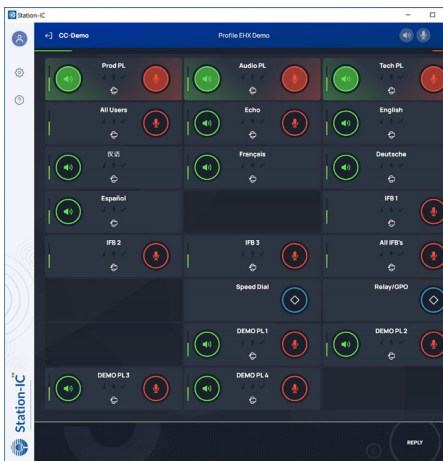 Station-IC
CC-Demo
Profile EHX Demo
Prod PL
Audio PL
Tech PL
All Users
Echo
English
汉语
Français
Deutsche
Español
IFB 1
IFB 2
IFB 3
All IFB's
Speed Dial
Relay/GPO
DEMO PL 1
DEMO PL 2
DEMO PL 3
DEMO PL 4
Station-IC
REPLY